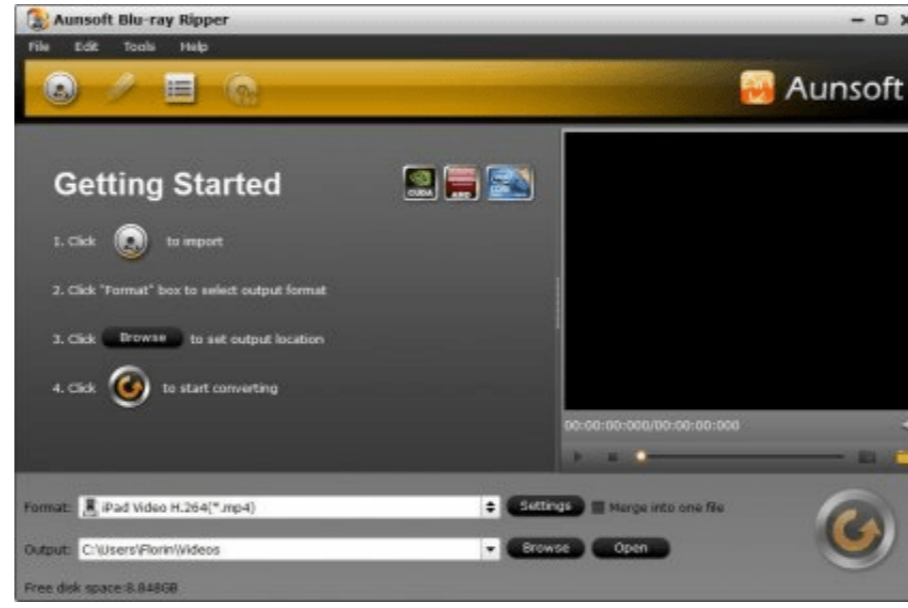 Aunsoft Blu-ray Ripper
File Edit Tools Help
Aunsoft
Getting Started
CUDA AMD
1. Click to import
2. Click "Format" box to select output format
3. Click Browse to set output location
4. Click to start converting
00:00:00:000/00:00:00:000
Format: iPad Video H.264(*.mp4) Settings Merge into one file
Output: C:\Users\Florin\Videos Browse Open
Free disk space:8.848GB